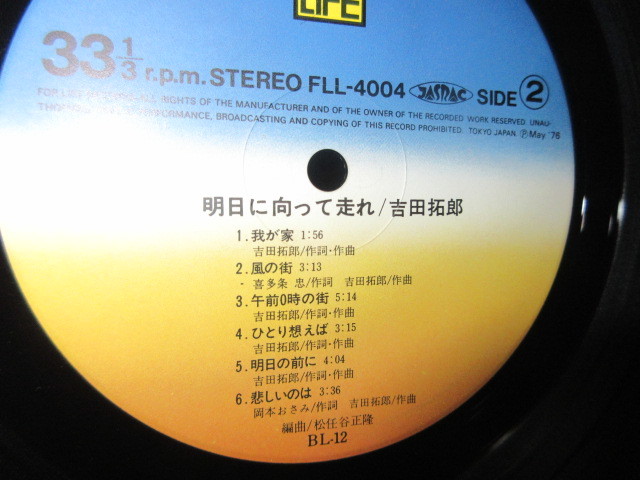 LIFE
33 1/3 r.p.m. STEREO FLL-4004 JASRAC SIDE 2
FOR ALL RIGHTS OF THE MANUFACTURER AND OF THE OWNER OF THE RECORDED WORK RESERVED. UNAU-
PERFORMANCE, BROADCASTING AND COPYING OF THIS RECORD PROHIBITED. TOKYO JAPAN ℗May '76
明日に向って走れ/吉田拓郎
1. 我が家 1:56
吉田拓郎/作詞・作曲
2. 風の街 3:13
喜多条 忠/作詞 吉田拓郎/作曲
3. 午前0時の街 5:14
吉田拓郎/作詞・作曲
4. ひとり想えば 3:15
吉田拓郎/作詞・作曲
5. 明日の前に 4:04
吉田拓郎/作詞・作曲
6. 悲しいのは 3:36
岡本おさみ/作詞 吉田拓郎/作曲
編曲/松任谷正隆
BL-12